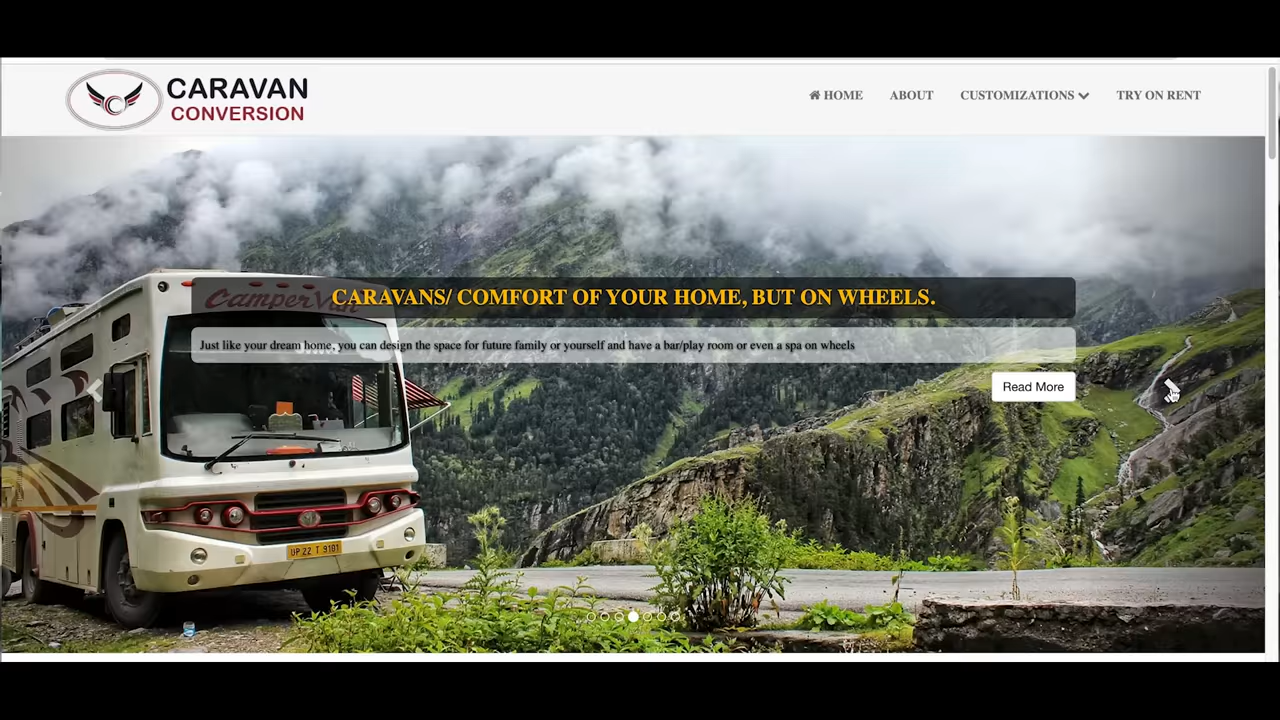 CARAVAN
CONVERSION
HOME ABOUT CUSTOMIZATIONS TRY ON RENT
CamperVan
CARAVANS/ COMFORT OF YOUR HOME, BUT ON WHEELS.
Just like your dream home, you can design the space for future family or yourself and have a bar/play room or even a spa on wheels
Read More
UP 22 T 9101